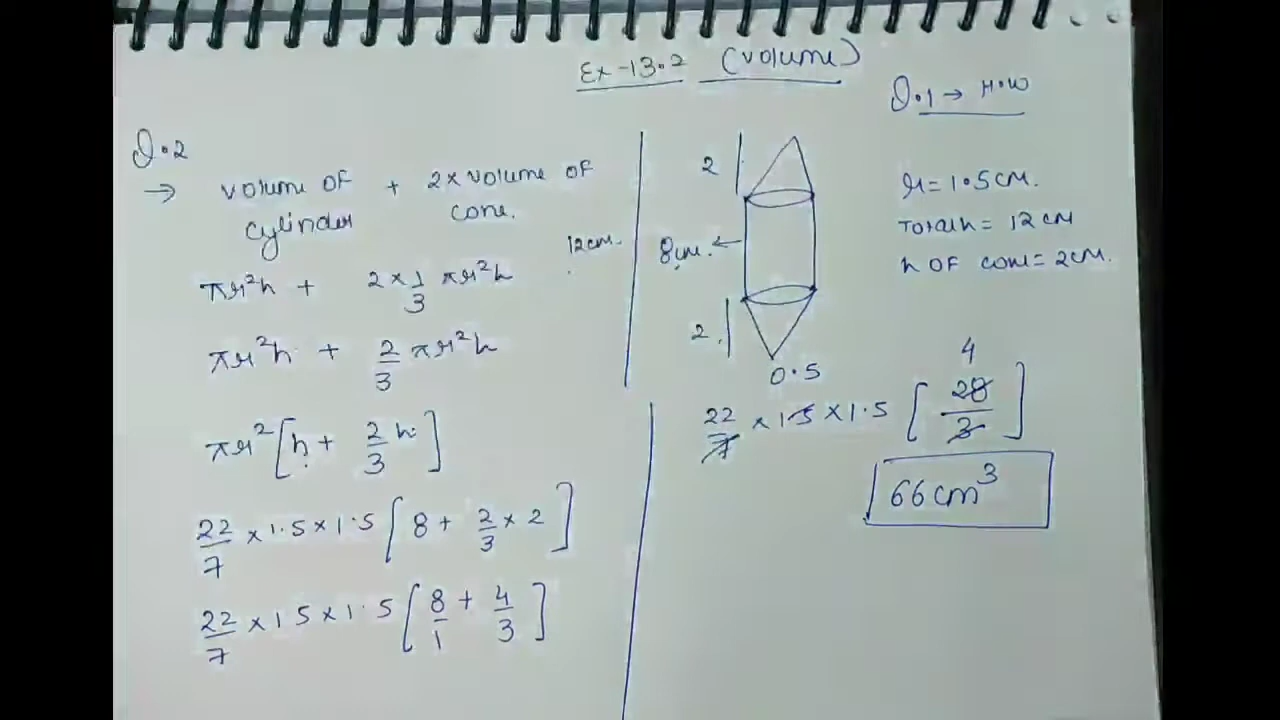 Ex-13.2 (volume)
Q.1 → H.W
Q.2
→ volume of cylinder + 2 x volume of cone.
πr²h + 2 × 1/3 πr²h
πr²h + 2/3 πr²h
πr² [h + 2/3 h]
22/7 × 1.5 × 1.5 [8 + 2/3 × 2]
22/7 × 1 5 × 1.5 [8/1 + 4/3]
12cm.
2
8cm. ←
2.
r = 1.5cm.
Total h = 12 cm
h of cone = 2cm.
0.5
4
22/7 × 1.5 × 1.5 [28/3]
66 cm³